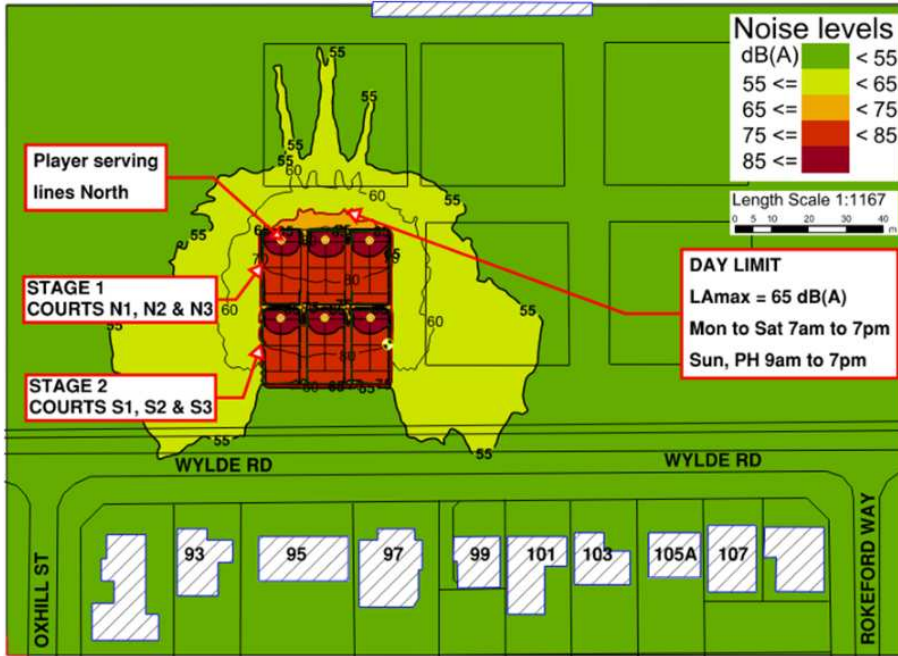 Noise levels
dB(A)
< 55
55 <= < 65
65 <= < 75
75 <= < 85
85 <=
Length Scale 1:1167
0 5 10 20 30 40
m
Player serving
lines North
STAGE 1
COURTS N1, N2 & N3
STAGE 2
COURTS S1, S2 & S3
DAY LIMIT
LAmax = 65 dB(A)
Mon to Sat 7am to 7pm
Sun, PH 9am to 7pm
55
55
55
55
55
55
55
60
60
60
60
80
80
55
55
55
55
WYLDE RD
WYLDE RD
OXHILL ST
93
95
97
99
101
103
105A
107
ROKEFORD WAY